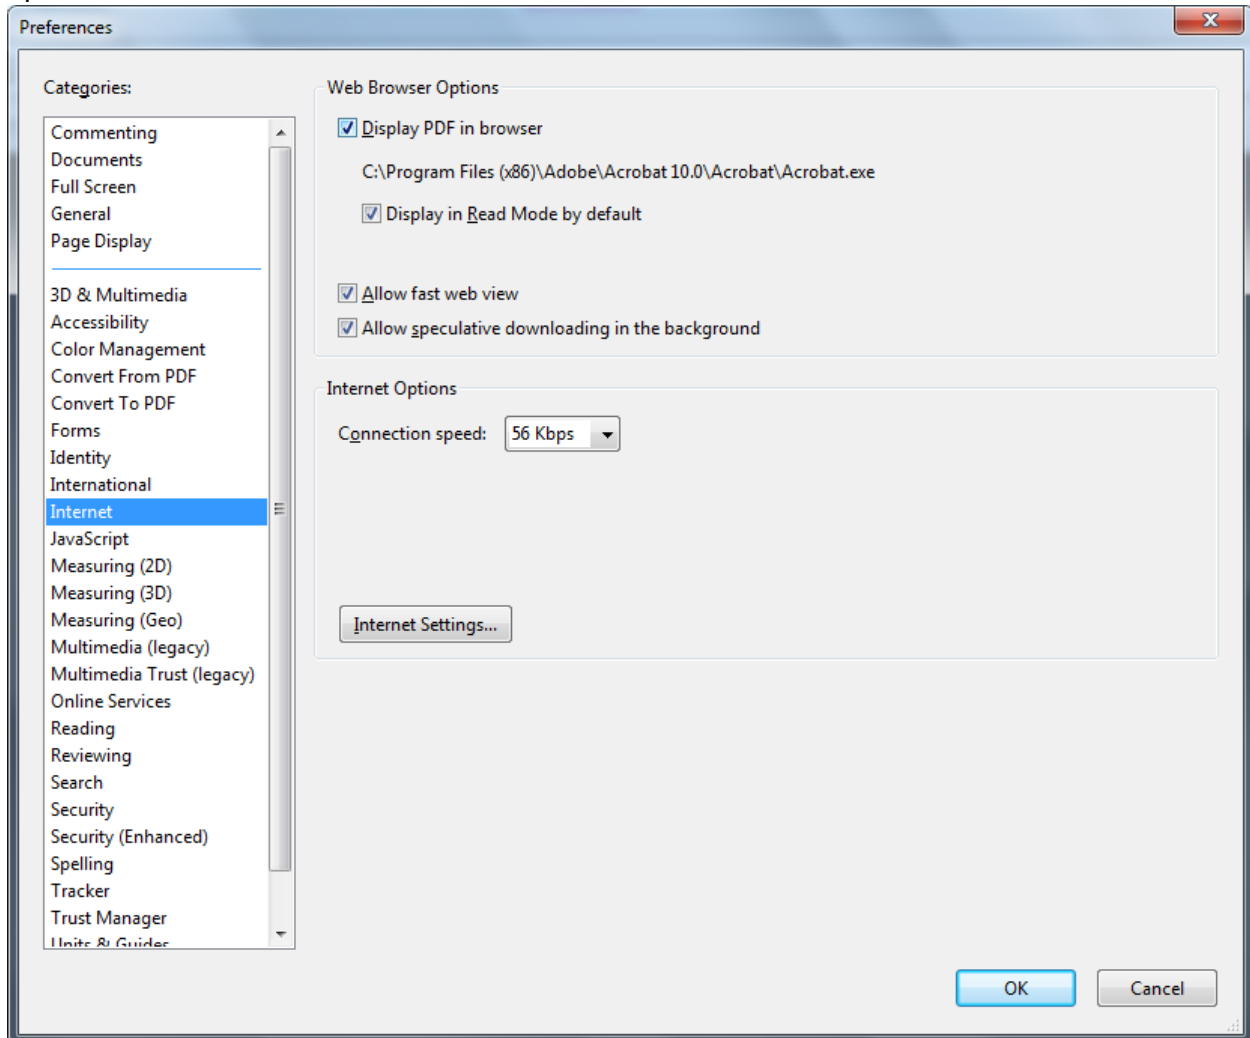 Preferences
Categories:
Commenting
Documents
Full Screen
General
Page Display
3D & Multimedia
Accessibility
Color Management
Convert From PDF
Convert To PDF
Forms
Identity
International
Internet
JavaScript
Measuring (2D)
Measuring (3D)
Measuring (Geo)
Multimedia (legacy)
Multimedia Trust (legacy)
Online Services
Reading
Reviewing
Search
Security
Security (Enhanced)
Spelling
Tracker
Trust Manager
Units & Guides
Web Browser Options
Display PDF in browser
C:\Program Files (x86)\Adobe\Acrobat 10.0\Acrobat\Acrobat.exe
Display in Read Mode by default
Allow fast web view
Allow speculative downloading in the background
Internet Options
Connection speed: 56 Kbps
Internet Settings...
OK Cancel